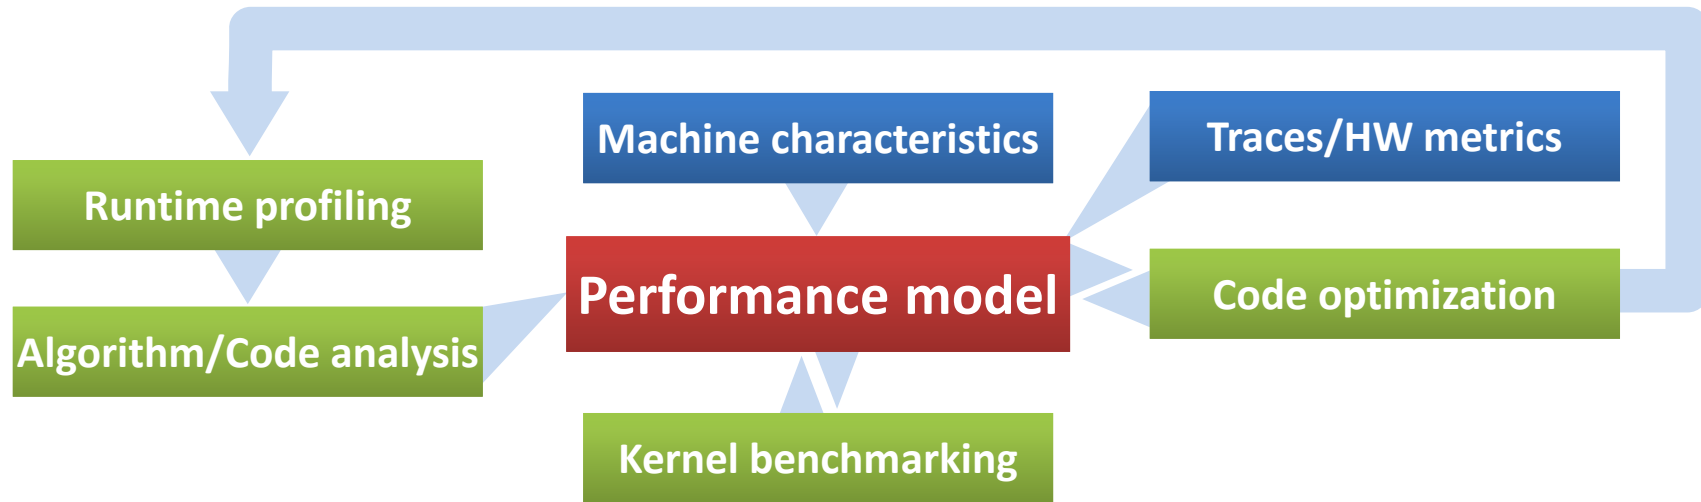 Machine characteristics
Traces/HW metrics
Runtime profiling
Performance model
Code optimization
Algorithm/Code analysis
Kernel benchmarking